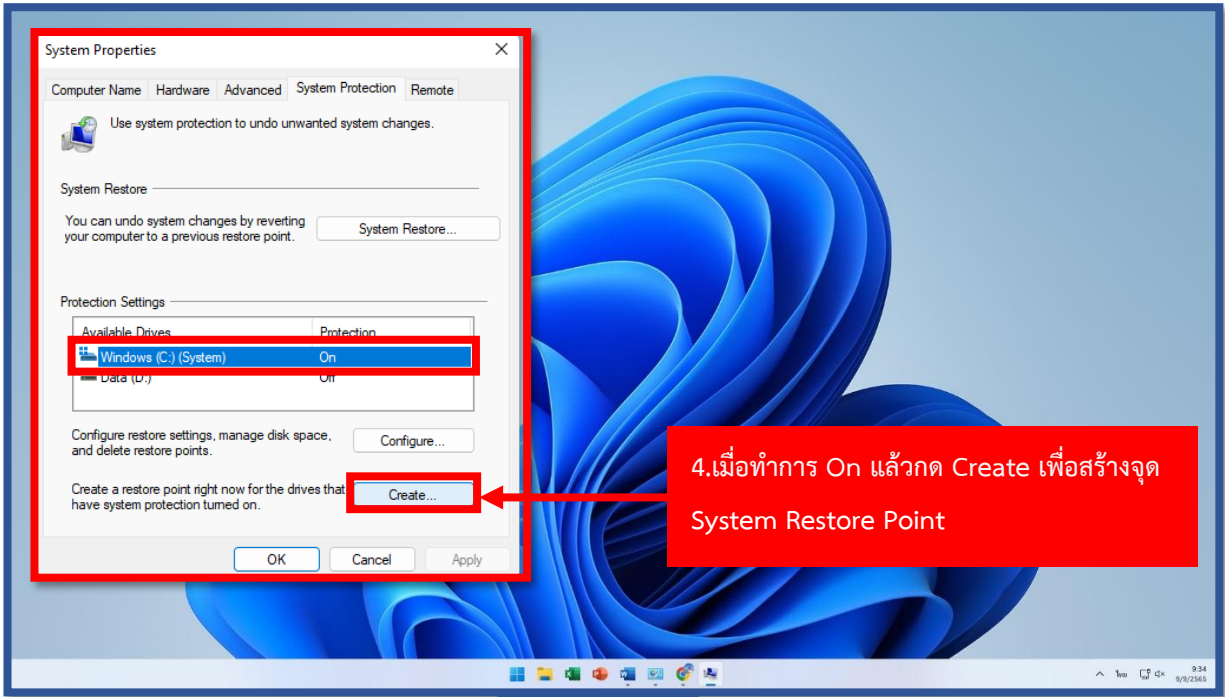 System Properties
Computer Name Hardware Advanced System Protection Remote
Use system protection to undo unwanted system changes.
System Restore
You can undo system changes by reverting
your computer to a previous restore point.
System Restore...
Protection Settings
Available Drives Protection
Windows (C:) (System) On
Data (D:) Off
Configure restore settings, manage disk space,
and delete restore points.
Configure...
Create a restore point right now for the drives that
have system protection turned on.
Create...
OK Cancel Apply
4.เมื่อทำการ On แล้วกด Create เพื่อสร้างจุด
System Restore Point
ไทย
9:34
9/9/2565